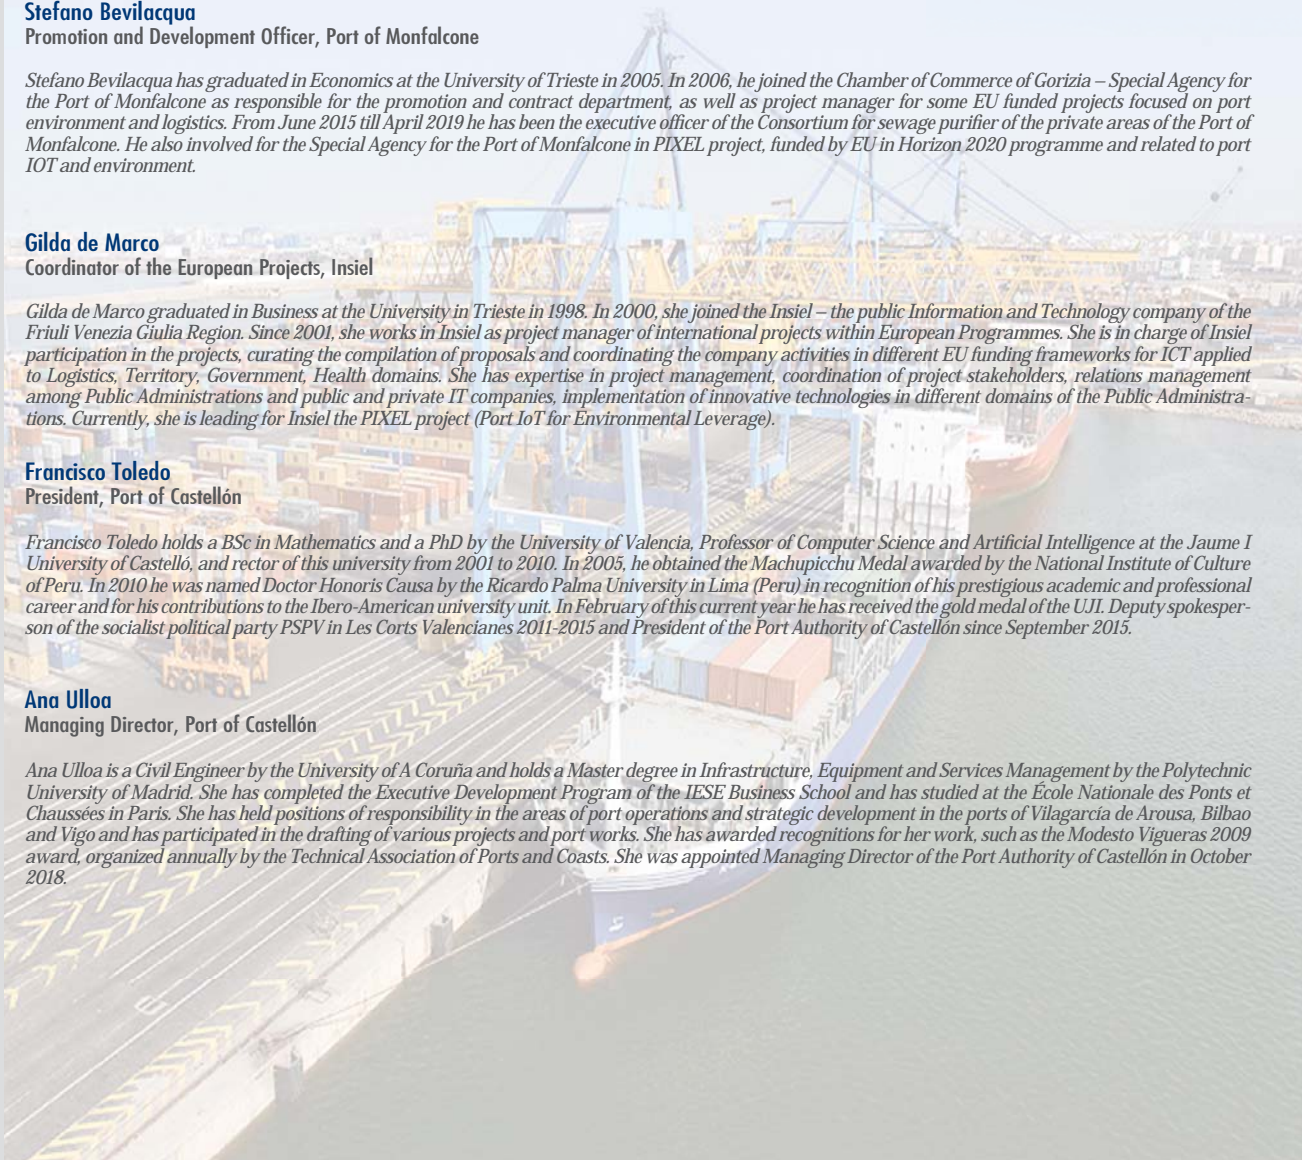 Stefano Bevilacqua
Promotion and Development Officer, Port of Monfalcone
Stefano Bevilacqua has graduated in Economics at the University of Trieste in 2005. In 2006, he joined the Chamber of Commerce of Gorizia – Special Agency for
the Port of Monfalcone as responsible for the promotion and contract department, as well as project manager for some EU funded projects focused on port
environment and logistics. From June 2015 till April 2019 he has been the executive officer of the Consortium for sewage purifier of the private areas of the Port of
Monfalcone. He also involved for the Special Agency for the Port of Monfalcone in PIXEL project, funded by EU in Horizon 2020 programme and related to port
IOT and environment.
Gilda de Marco
Coordinator of the European Projects, Insiel
Gilda de Marco graduated in Business at the University in Trieste in 1998. In 2000, she joined the Insiel – the public Information and Technology company of the
Friuli Venezia Giulia Region. Since 2001, she works in Insiel as project manager of international projects within European Programmes. She is in charge of Insiel
participation in the projects, curating the compilation of proposals and coordinating the company activities in different EU funding frameworks for ICT applied
to Logistics, Territory, Government, Health domains. She has expertise in project management, coordination of project stakeholders, relations management
among Public Administrations and public and private IT companies, implementation of innovative technologies in different domains of the Public Administra-
tions. Currently, she is leading for Insiel the PIXEL project (Port IoT for Environmental Leverage).
Francisco Toledo
President, Port of Castellón
Francisco Toledo holds a BSc in Mathematics and a PhD by the University of Valencia, Professor of Computer Science and Artificial Intelligence at the Jaume I
University of Castelló, and rector of this university from 2001 to 2010. In 2005, he obtained the Machupicchu Medal awarded by the National Institute of Culture
of Peru. In 2010 he was named Doctor Honoris Causa by the Ricardo Palma University in Lima (Peru) in recognition of his prestigious academic and professional
career and for his contributions to the Ibero-American university unit. In February of this current year he has received the gold medal of the UJI. Deputy spokesper-
son of the socialist political party PSPV in Les Corts Valencianes 2011-2015 and President of the Port Authority of Castellón since September 2015.
Ana Ulloa
Managing Director, Port of Castellón
Ana Ulloa is a Civil Engineer by the University of A Coruña and holds a Master degree in Infrastructure, Equipment and Services Management by the Polytechnic
University of Madrid. She has completed the Executive Development Program of the IESE Business School and has studied at the École Nationale des Ponts et
Chaussées in Paris. She has held positions of responsibility in the areas of port operations and strategic development in the ports of Vilagarcía de Arousa, Bilbao
and Vigo and has participated in the drafting of various projects and port works. She has awarded recognitions for her work, such as the Modesto Vigueras 2009
award, organized annually by the Technical Association of Ports and Coasts. She was appointed Managing Director of the Port Authority of Castellón in October
2018.